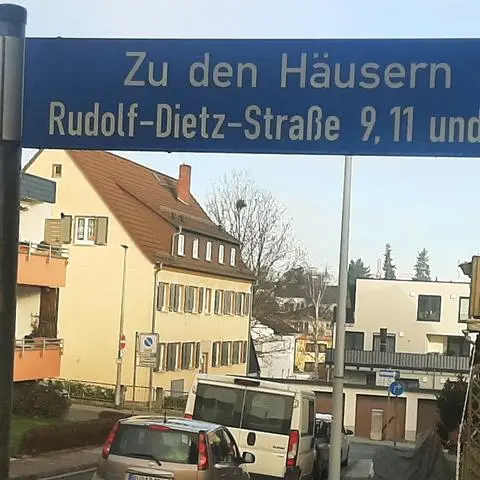 Zu den Häusern
Rudolf-Dietz-Straße 9, 11 und